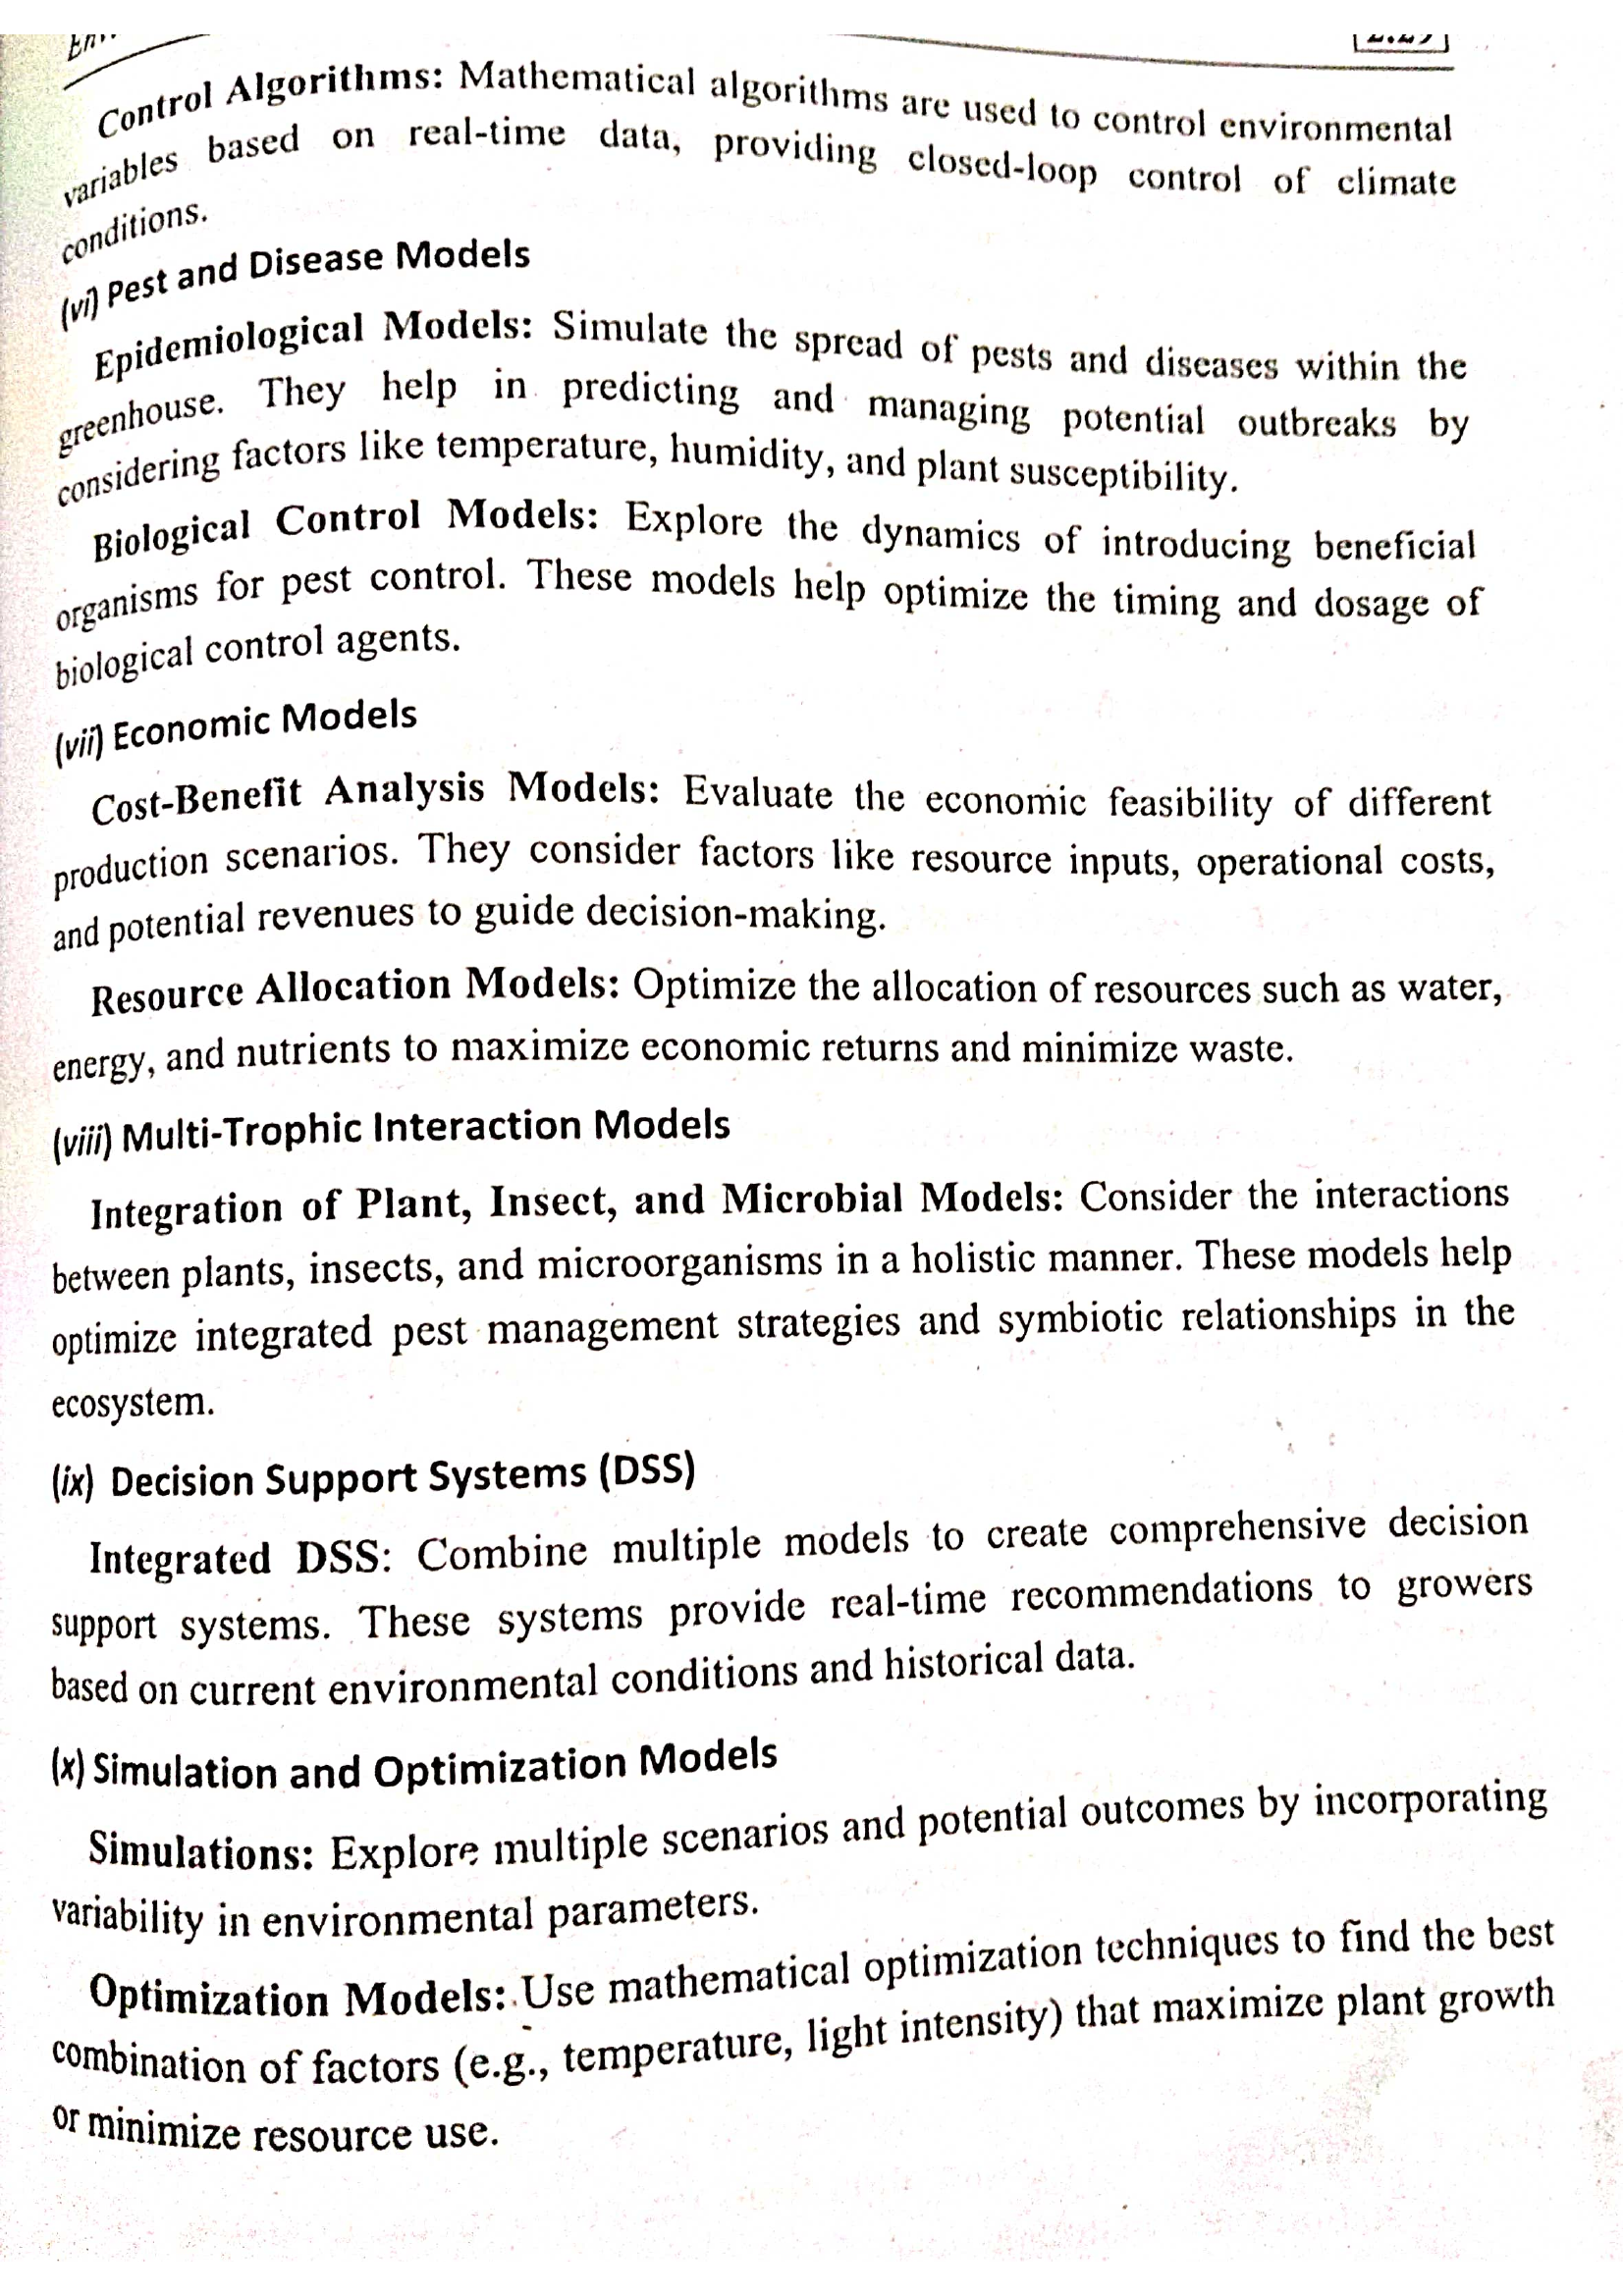 Control Algorithms: Mathematical algorithms are used to control environmental
variables based on real-time data, providing closed-loop control of climate
conditions.
(vi) Pest and Disease Models
Epidemiological Models: Simulate the spread of pests and diseases within the
greenhouse. They help in predicting and managing potential outbreaks by
considering factors like temperature, humidity, and plant susceptibility.
Biological Control Models: Explore the dynamics of introducing beneficial
organisms for pest control. These models help optimize the timing and dosage of
biological control agents.
(vii) Economic Models
Cost-Benefit Analysis Models: Evaluate the economic feasibility of different
production scenarios. They consider factors like resource inputs, operational costs,
and potential revenues to guide decision-making.
Resource Allocation Models: Optimize the allocation of resources such as water,
energy, and nutrients to maximize economic returns and minimize waste.
(viii) Multi-Trophic Interaction Models
Integration of Plant, Insect, and Microbial Models: Consider the interactions
between plants, insects, and microorganisms in a holistic manner. These models help
optimize integrated pest management strategies and symbiotic relationships in the
ecosystem.
(ix) Decision Support Systems (DSS)
Integrated DSS: Combine multiple models to create comprehensive decision
support systems. These systems provide real-time recommendations to growers
based on current environmental conditions and historical data.
(x) Simulation and Optimization Models
Simulations: Explore multiple scenarios and potential outcomes by incorporating
variability in environmental parameters.
Optimization Models: Use mathematical optimization techniques to find the best
combination of factors (e.g., temperature, light intensity) that maximize plant growth
or minimize resource use.